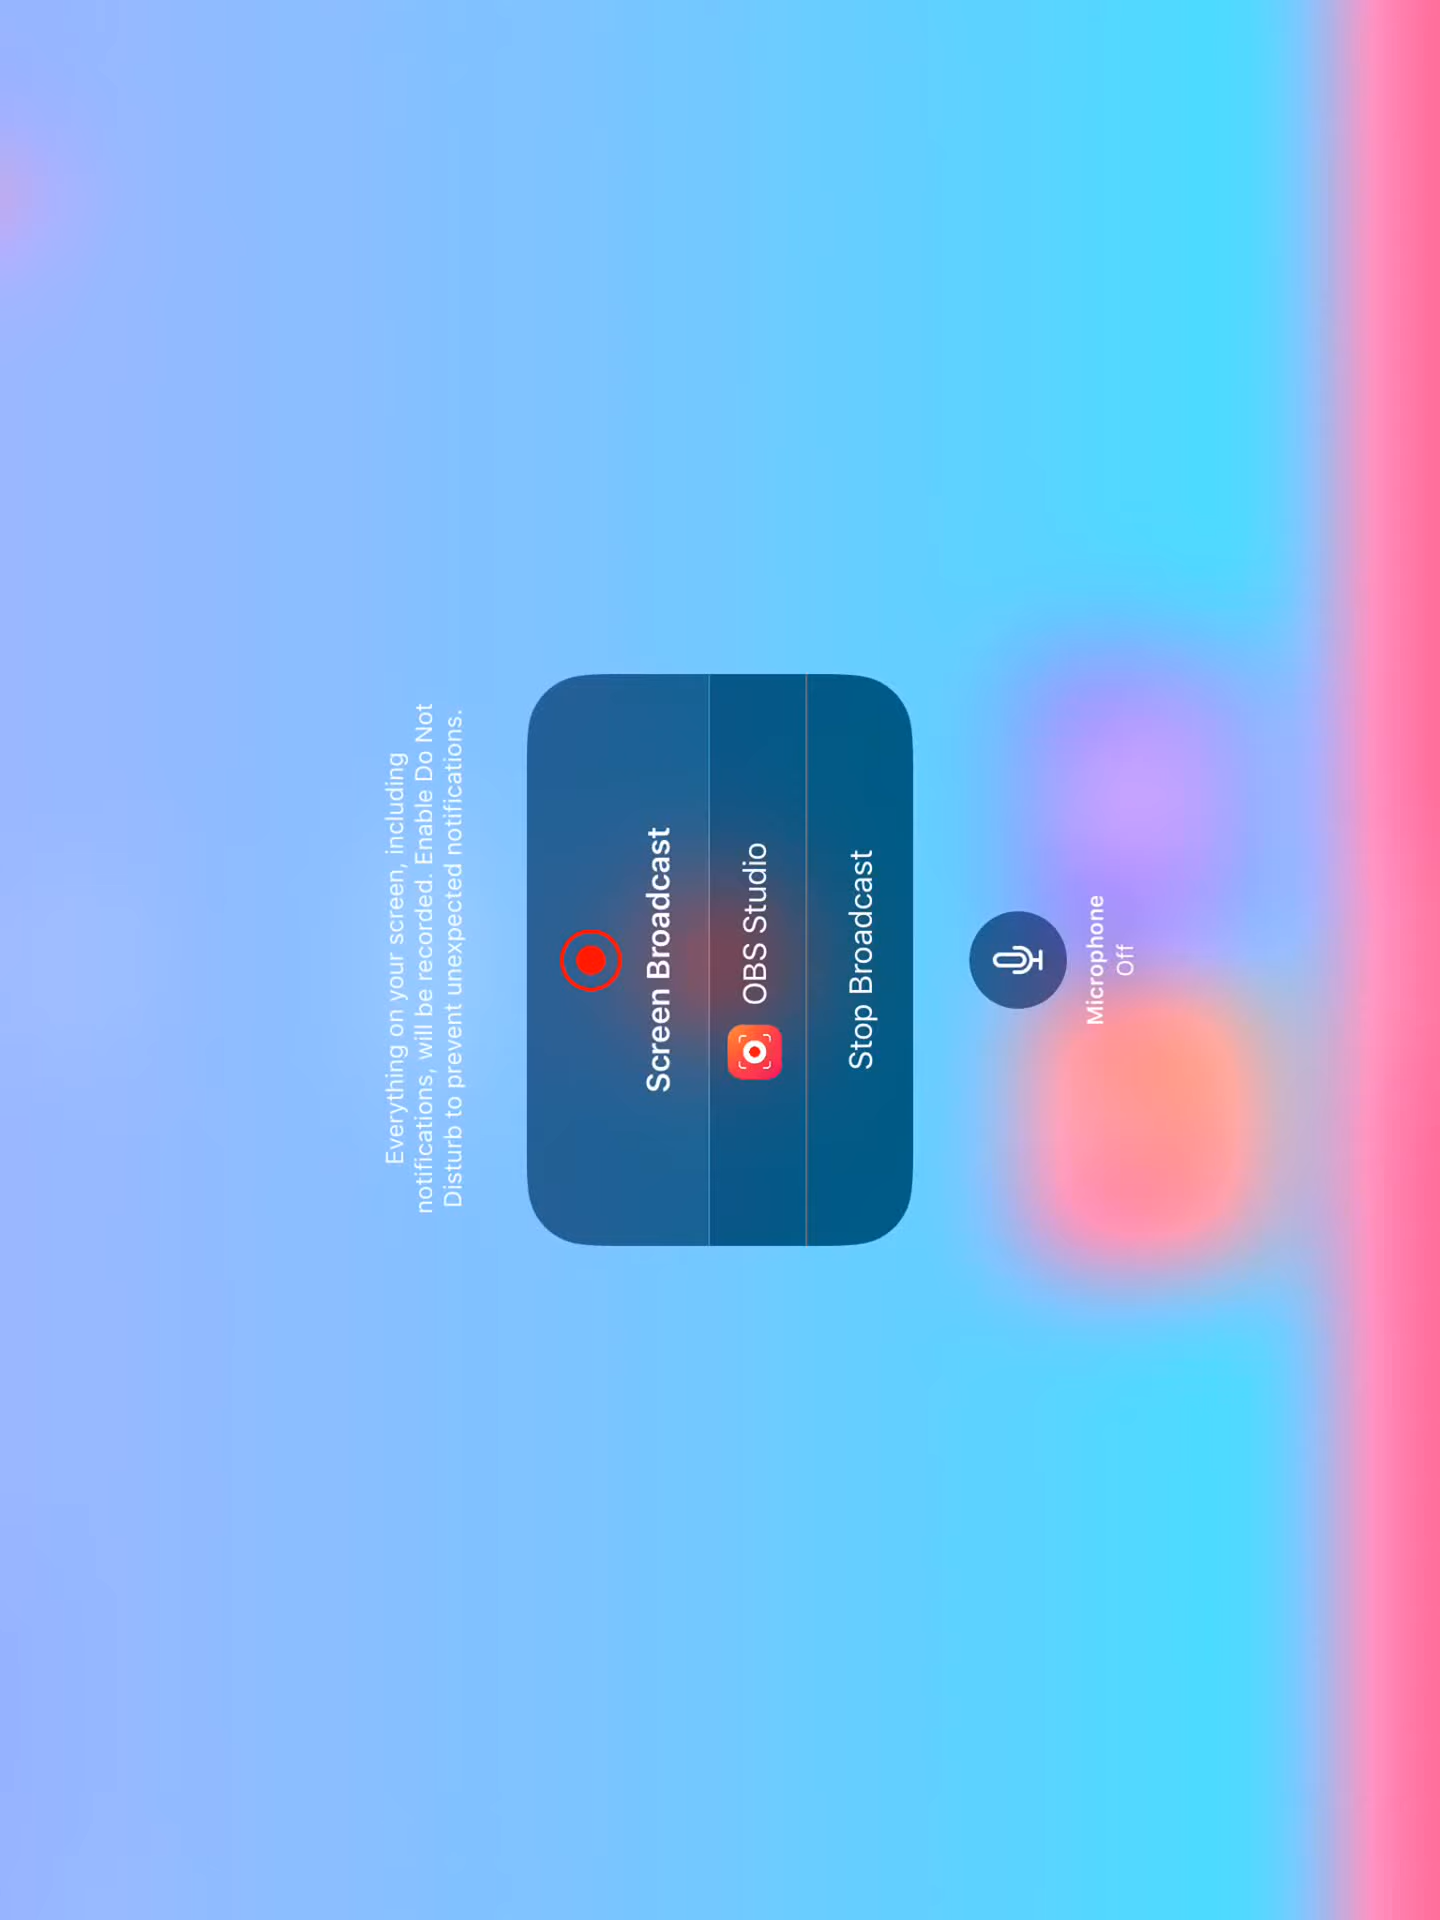 Everything on your screen, including
notifications, will be recorded. Enable Do Not
Disturb to prevent unexpected notifications.
Screen Broadcast
OBS Studio
Stop Broadcast
Microphone
Off